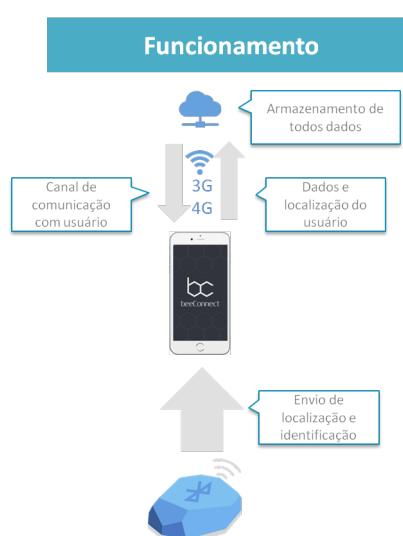 Funcionamento
Armazenamento de
todos dados
3G
4G
Canal de
comunicação
com usuário
Dados e
localização do
usuário
bc
beeConnect
Envio de
localização e
identificação